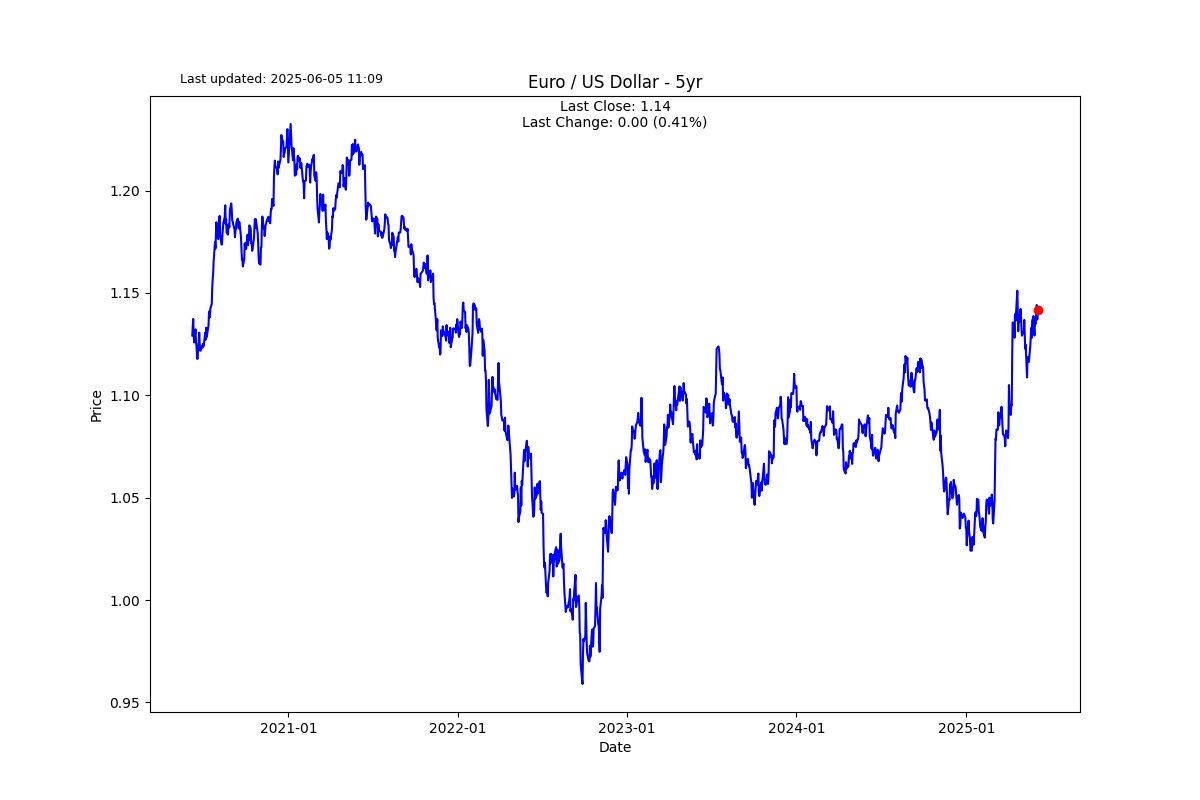 Last updated: 2025-06-05 11:09
Euro / US Dollar - 5yr
Last Close: 1.14
Last Change: 0.00 (0.41%)
1.20
1.15
1.10
1.05
1.00
0.95
Price
2021-01
2022-01
2023-01
2024-01
2025-01
Date